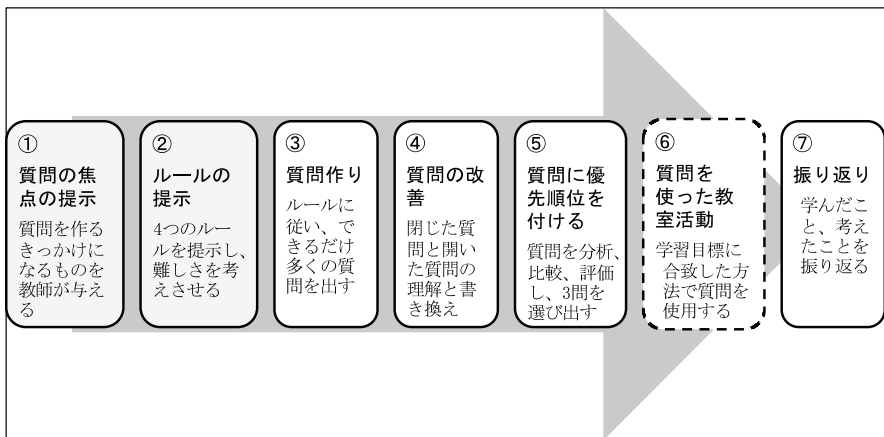 ①
質問の焦
点の提示
質問を作る
きっかけに
なるものを
教師が与え
る
②
ルールの
提示
4つのルー
ルを提示し、
難しさを考
えさせる
③
質問作り
ルールに
従い、で
きるだけ
多くの質
問を出す
④
質問の改
善
閉じた質
問と開い
た質問の
理解と書
き換え
⑤
質問に優
先順位を
付ける
質問を分析、
比較、評価
し、3問を
選び出す
⑥
質問を
使った教
室活動
学習目標に
合致した方
法で質問を
使用する
⑦
振り返り
学んだこ
と、考え
たことを
振り返る